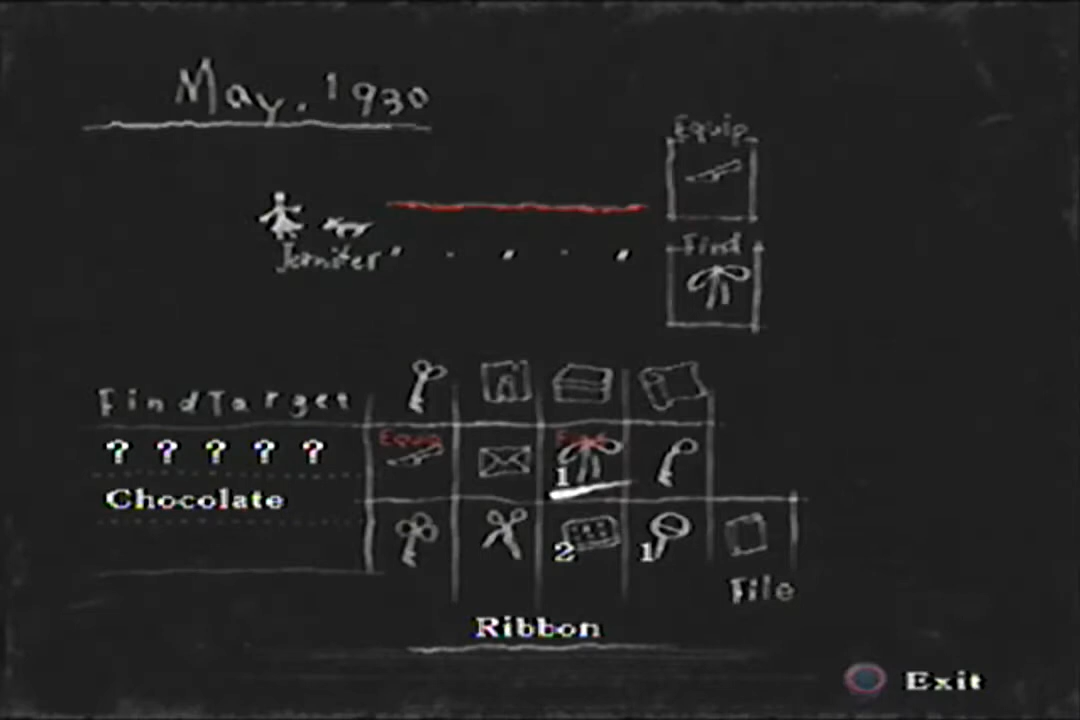 May. 1930
Equip
Jennifer
Find
FindTarget
Equip
Find
? ? ? ? ?
1
Chocolate
2
1
File
Ribbon
Exit